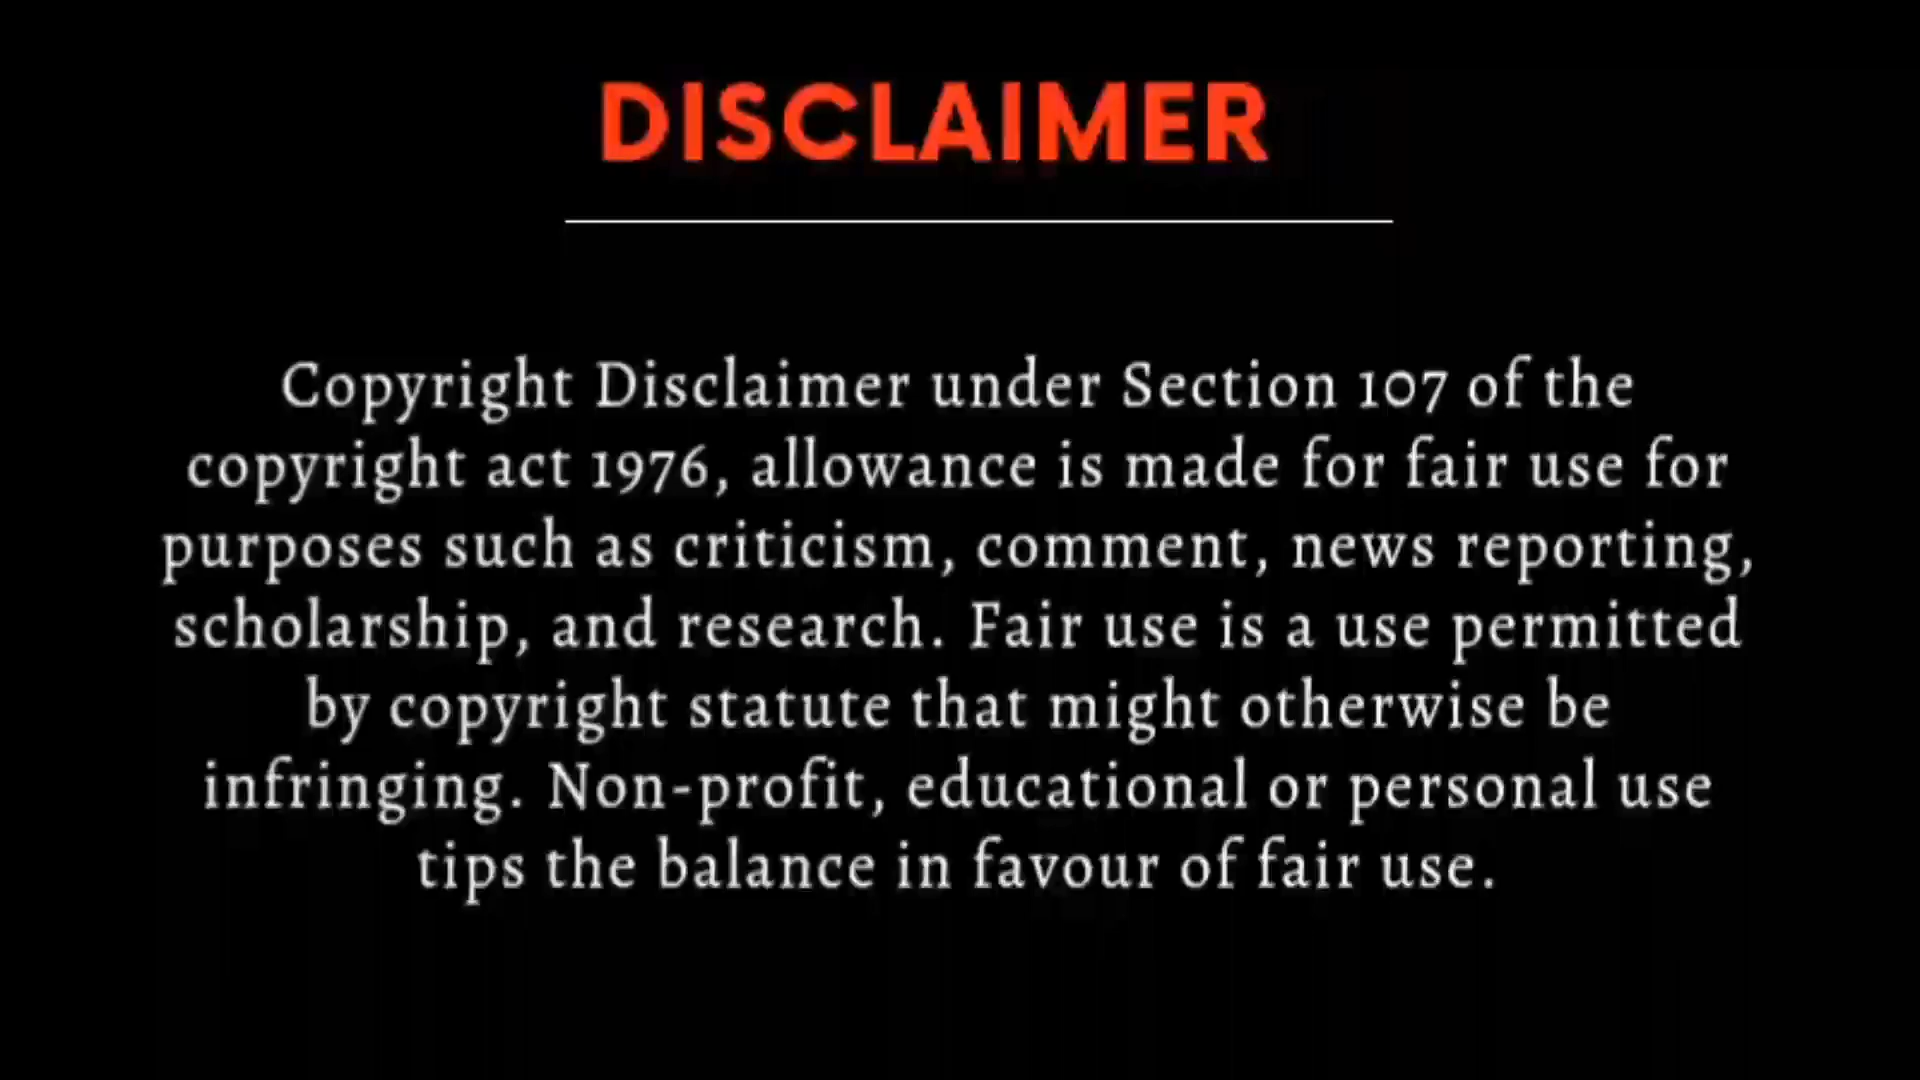 DISCLAIMER
Copyright Disclaimer under Section 107 of the
copyright act 1976, allowance is made for fair use for
purposes such as criticism, comment, news reporting,
scholarship, and research. Fair use is a use permitted
by copyright statute that might otherwise be
infringing. Non-profit, educational or personal use
tips the balance in favour of fair use.